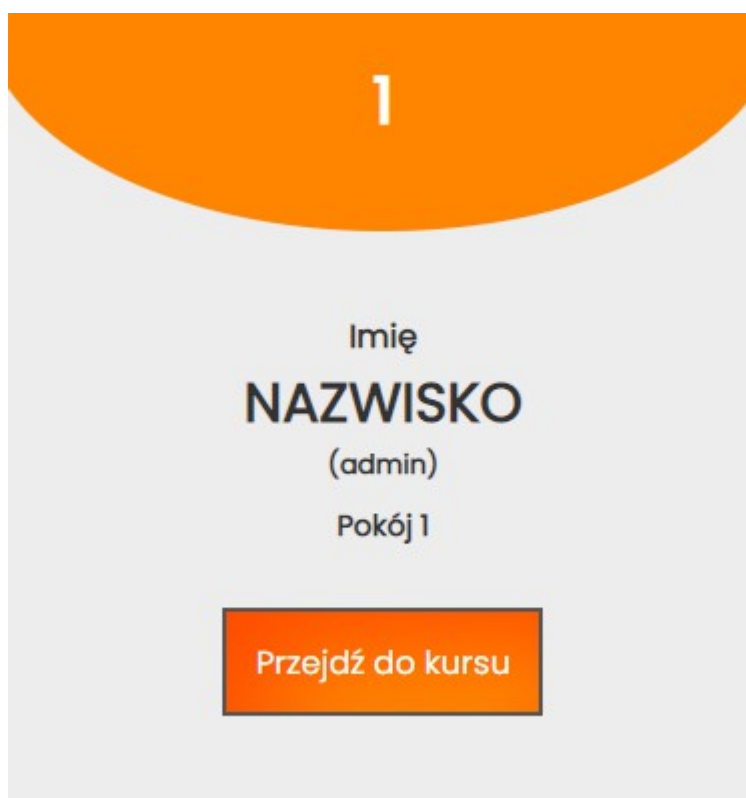 1
Imię
NAZWISKO
(admin)
Pokój 1
Przejdź do kursu